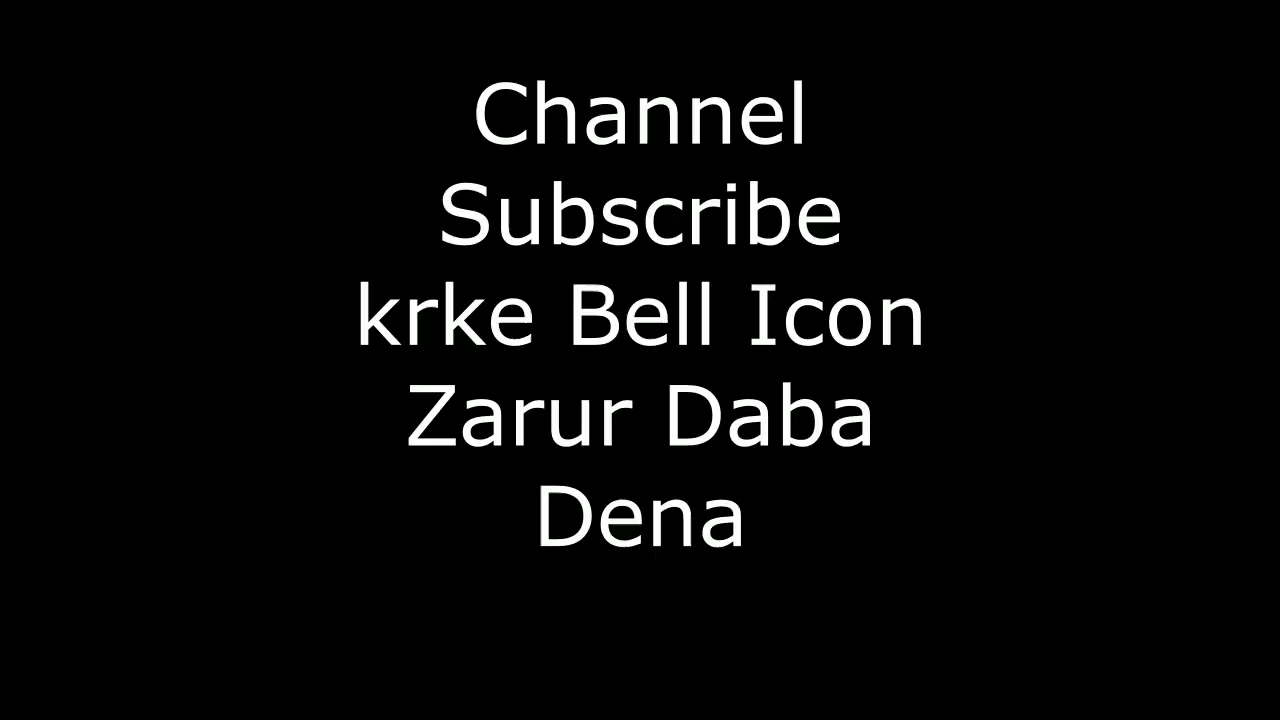 Channel
Subscribe
krke Bell Icon
Zarur Daba
Dena